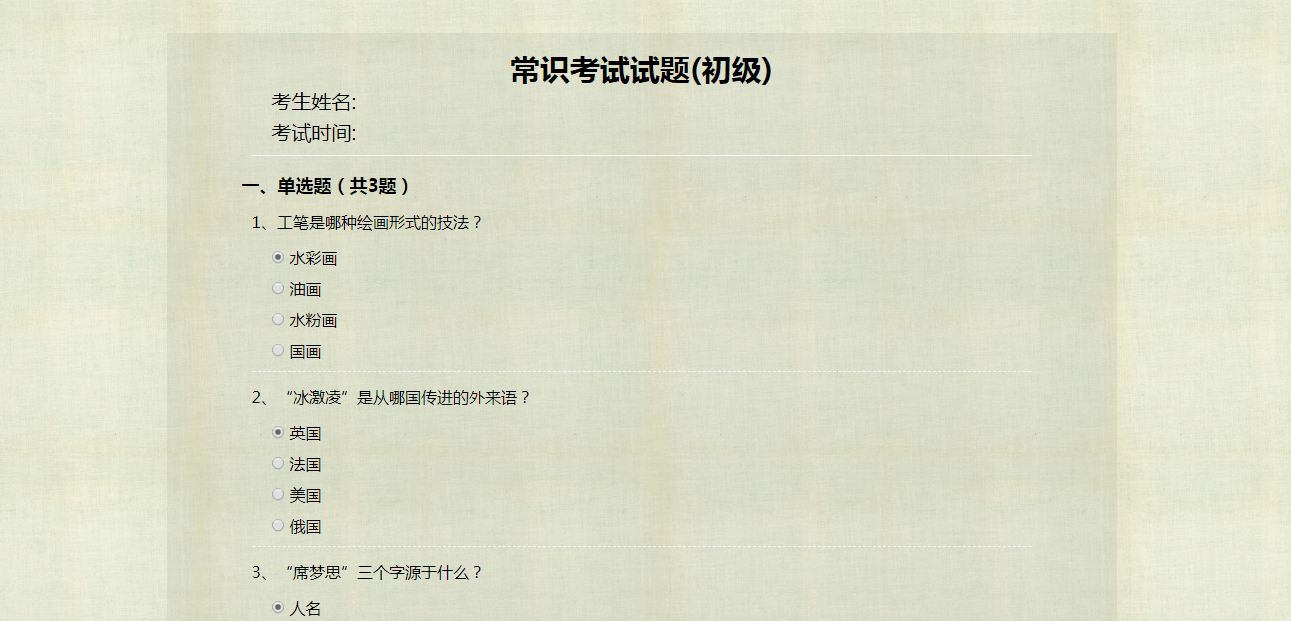 常识考试试题(初级)
考生姓名:
考试时间:
一、单选题（共3题）
1、工笔是哪种绘画形式的技法？
水彩画
油画
水粉画
国画
2、“冰激凌”是从哪国传进的外来语？
英国
法国
美国
俄国
3、“席梦思”三个字源于什么？
人名